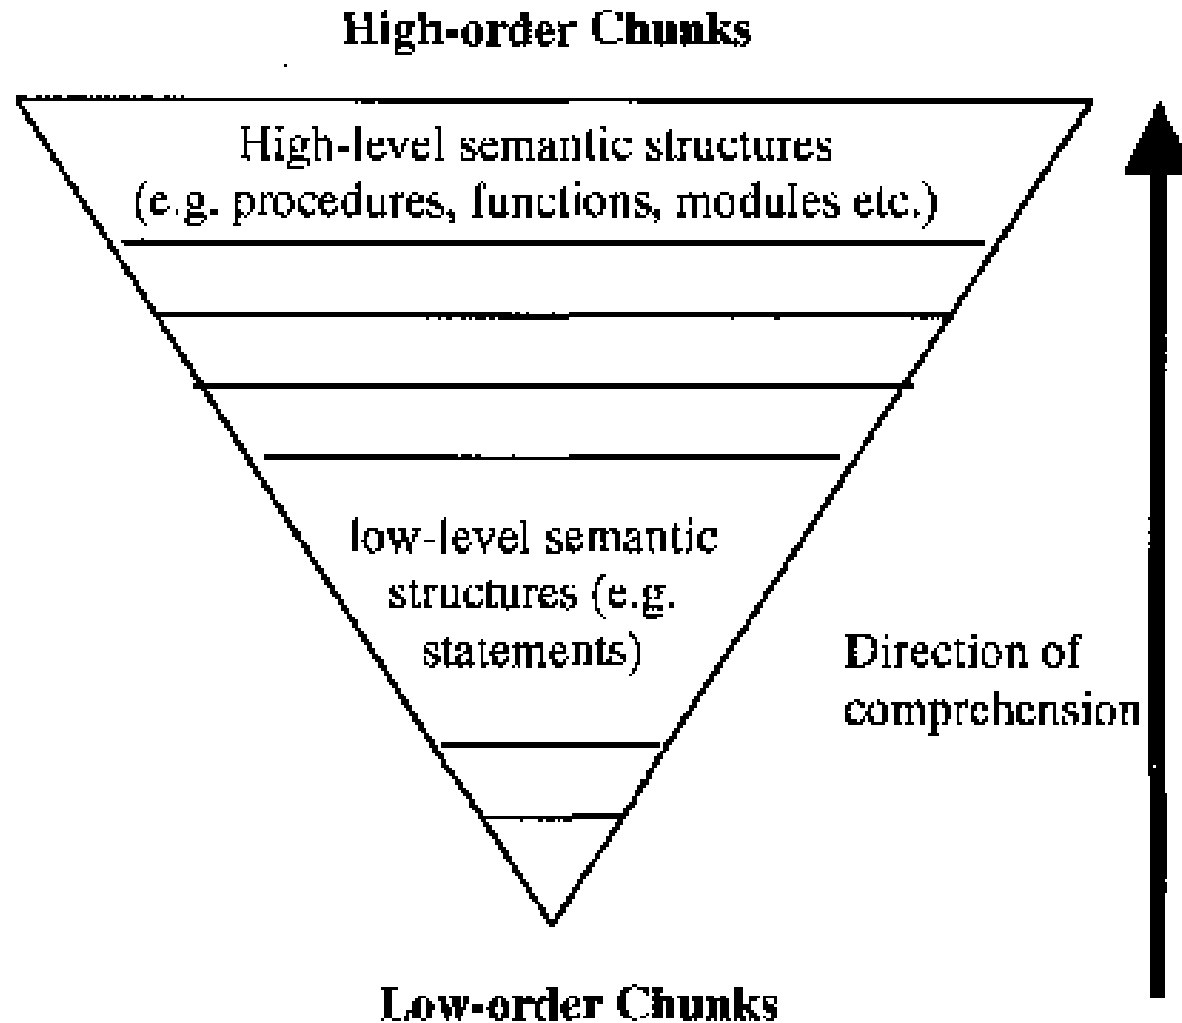 High-order Chunks
High-level semantic structures
(e.g. procedures, functions, modules etc.)
low-level semantic
structures (e.g.
statements)
Direction of
comprehension
Low-order Chunks